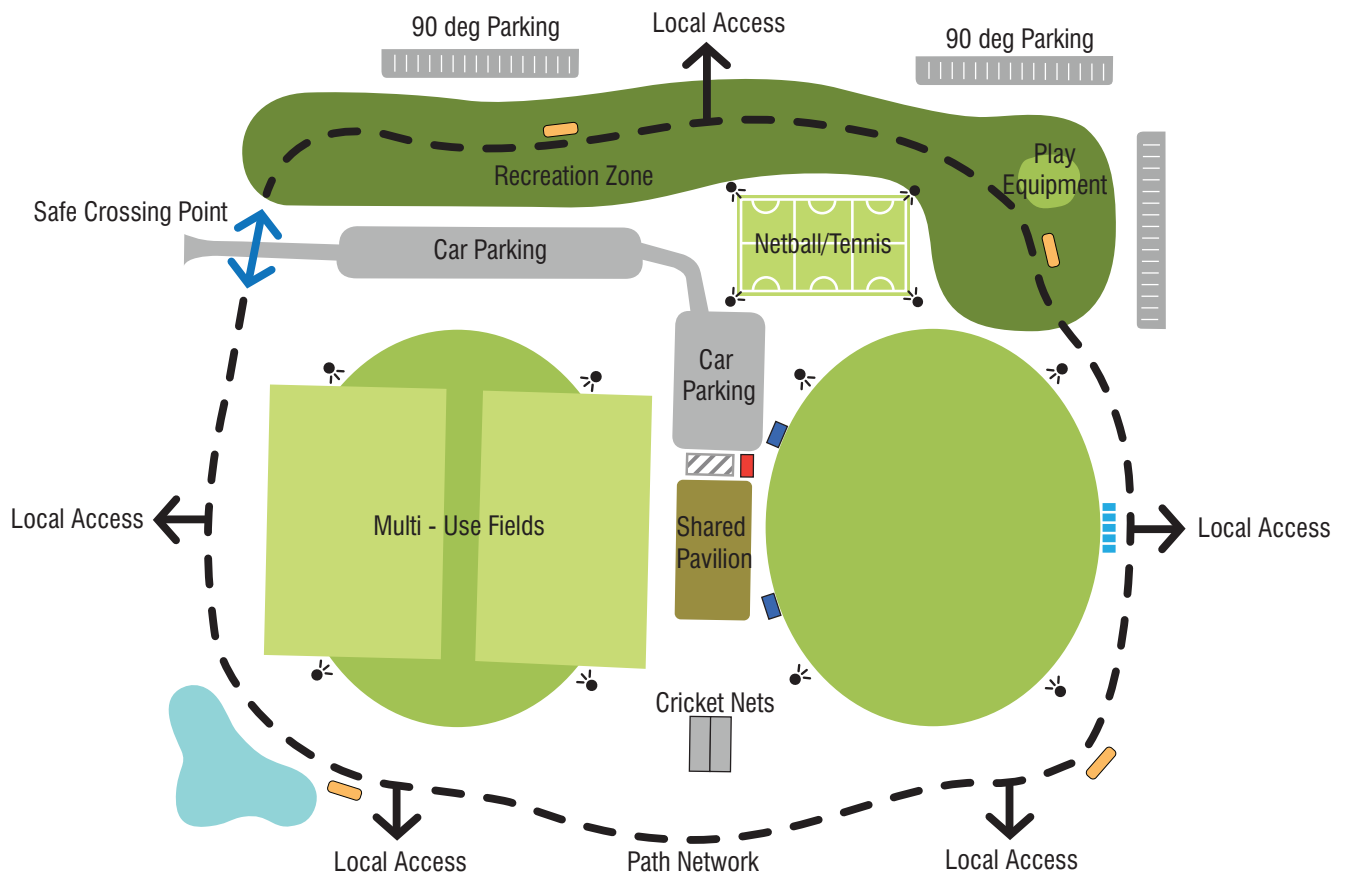 90 deg Parking
Local Access
90 deg Parking
Play
Equipment
Recreation Zone
Safe Crossing Point
Car Parking
Netball/Tennis
Car
Parking
Local Access
Multi - Use Fields
Shared
Pavilion
Local Access
Cricket Nets
Local Access
Path Network
Local Access